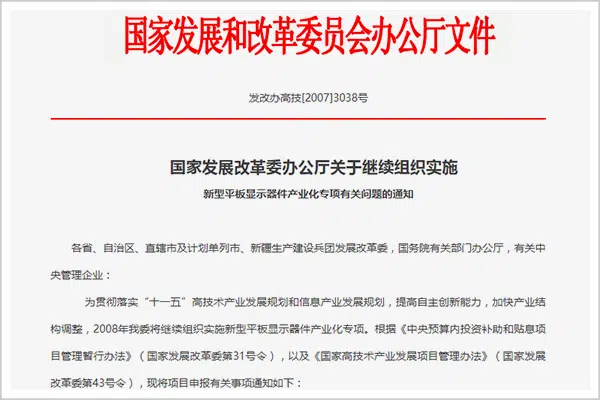 国家发展和改革委员会办公厅文件
发改办高技[2007]3038号
国家发展改革委办公厅关于继续组织实施
新型平板显示器件产业化专项有关问题的通知
各省、自治区、直辖市及计划单列市、新疆生产建设兵团发展改革委，国务院有关部门办公厅，有关中
央管理企业：
为贯彻落实“十一五”高技术产业发展规划和信息产业发展规划，提高自主创新能力，加快产业结
构调整，2008年我委将继续组织实施新型平板显示器件产业化专项。根据《中央预算内投资补助和贴息项
目管理暂行办法》（国家发展改革委第31号令），以及《国家高技术产业发展项目管理办法》（国家发展
改革委第43号令），现将项目申报有关事项通知如下：